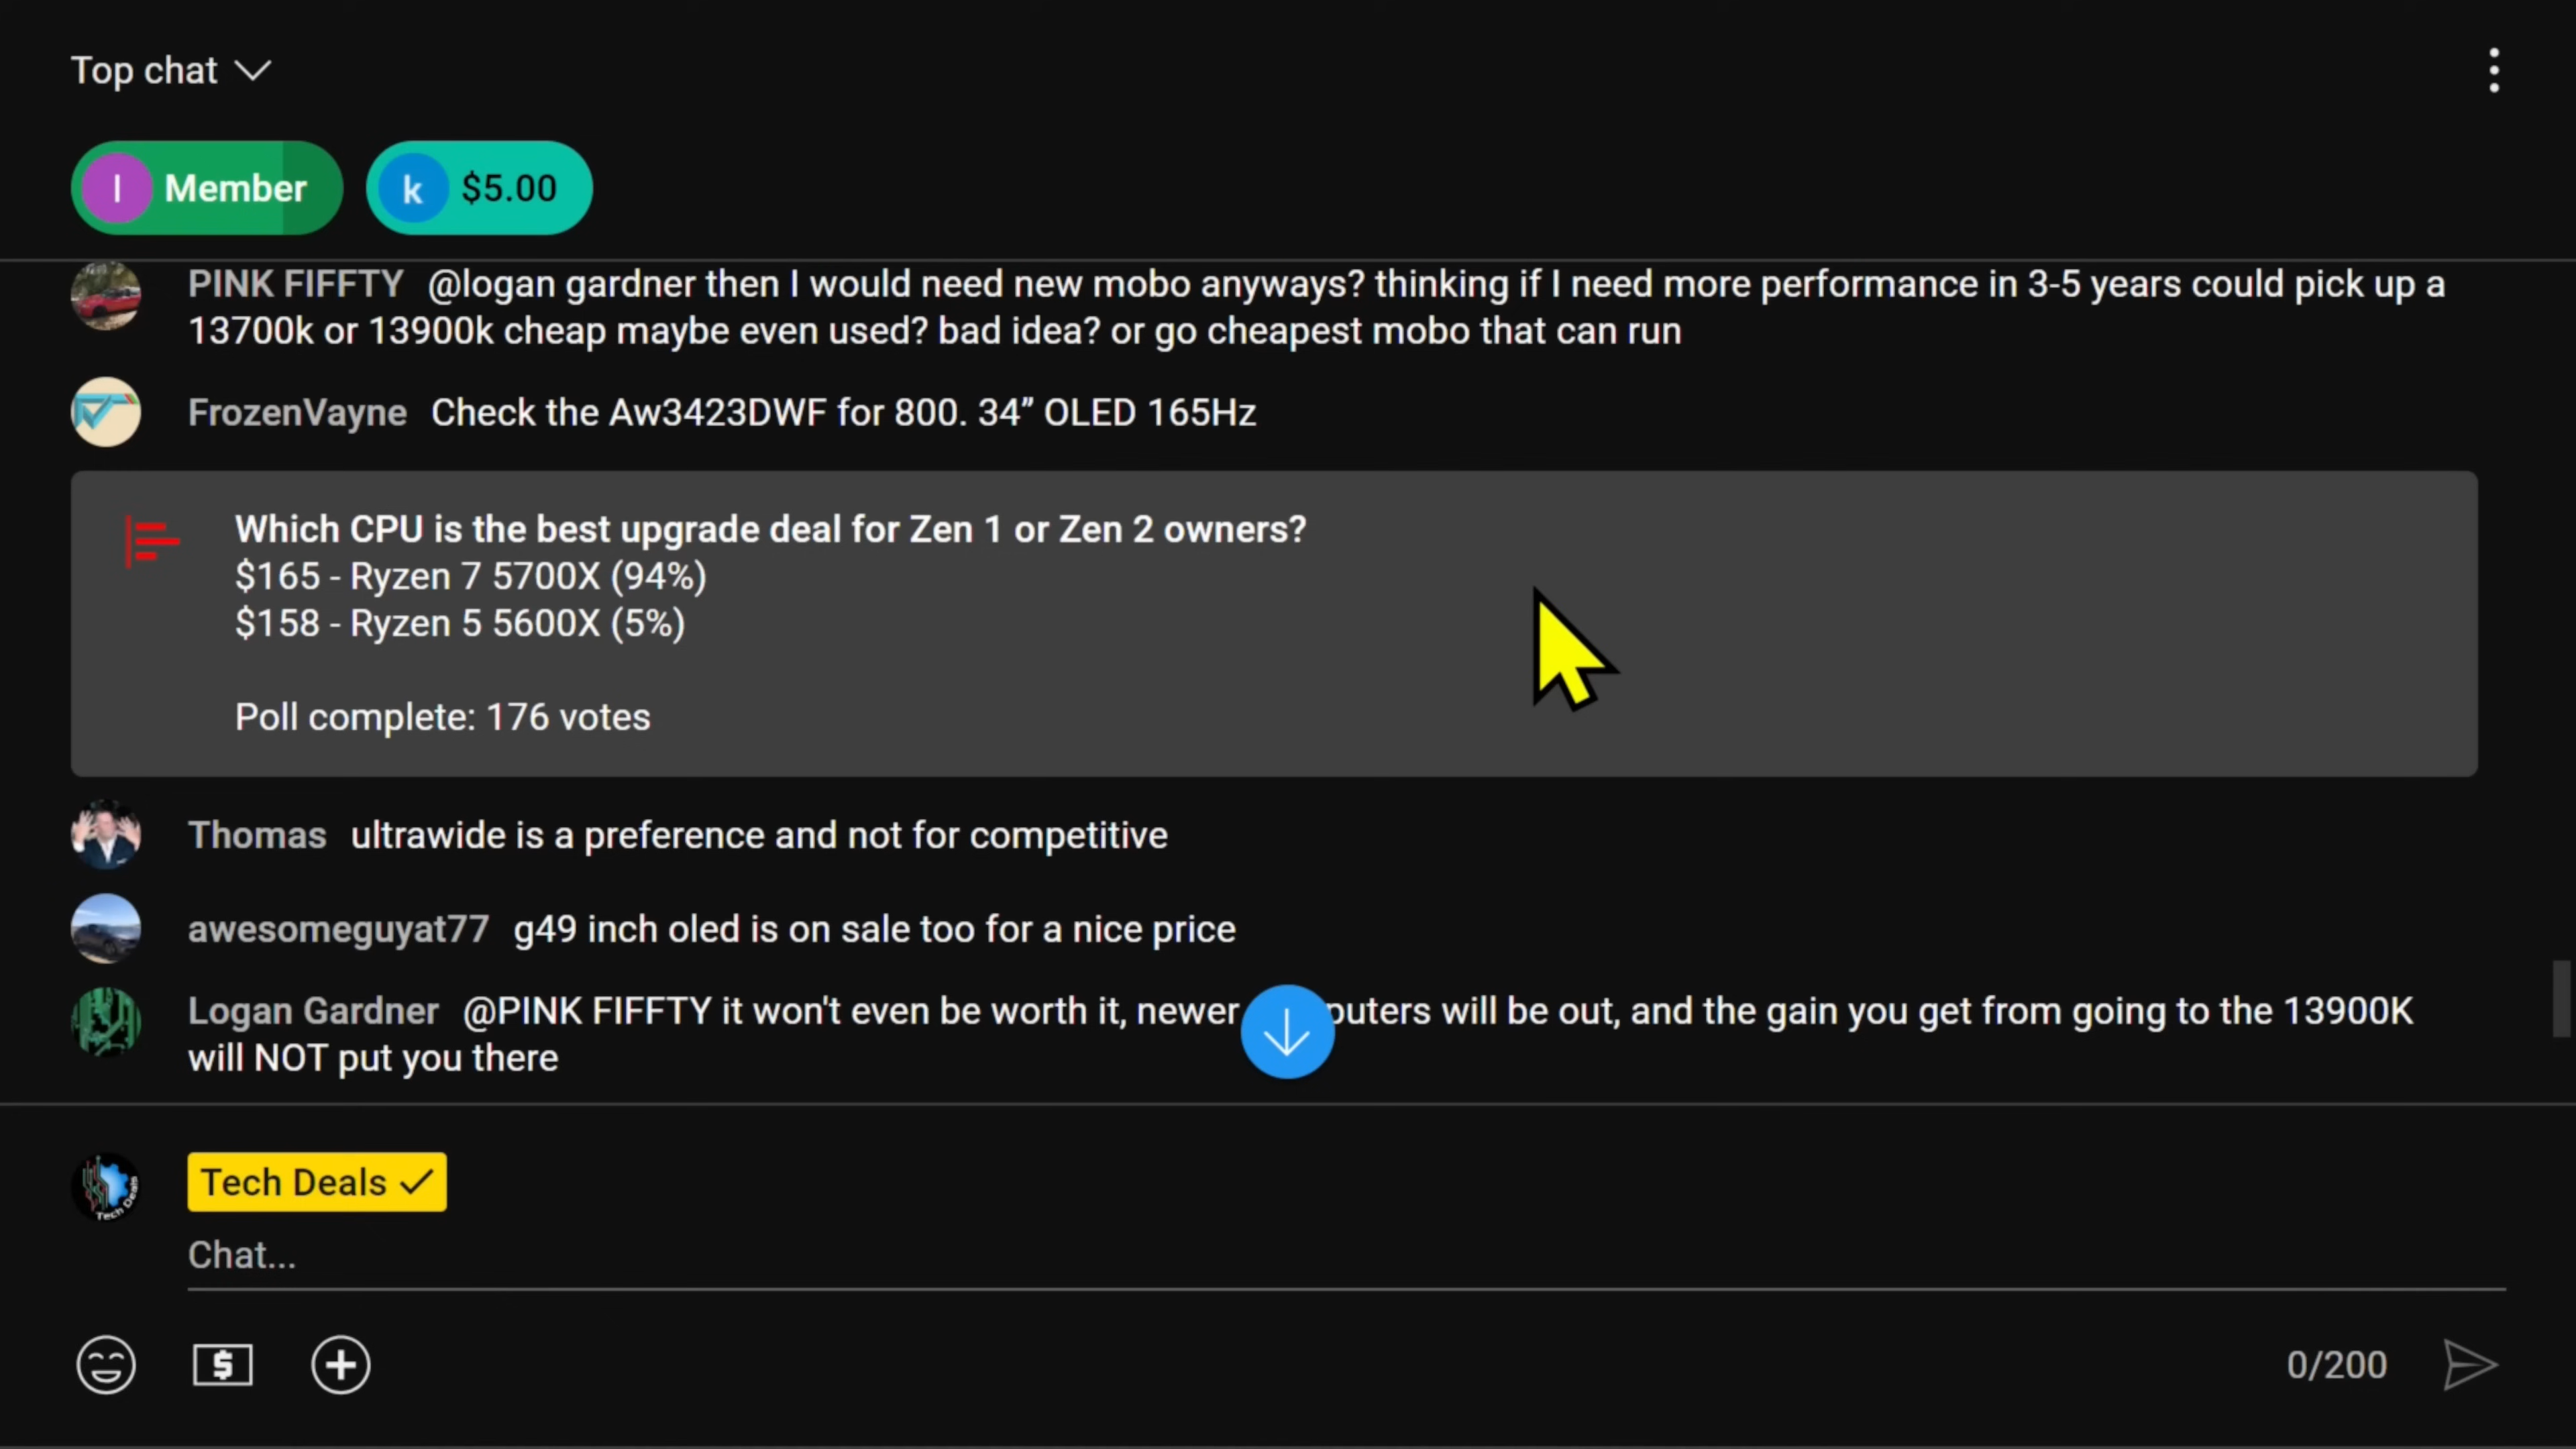 Top chat
I Member
k $5.00
PINK FIFFTY @logan gardner then I would need new mobo anyways? thinking if I need more performance in 3-5 years could pick up a
13700k or 13900k cheap maybe even used? bad idea? or go cheapest mobo that can run
FrozenVayne Check the Aw3423DWF for 800. 34” OLED 165Hz
Which CPU is the best upgrade deal for Zen 1 or Zen 2 owners?
$165 - Ryzen 7 5700X (94%)
$158 - Ryzen 5 5600X (5%)
Poll complete: 176 votes
Thomas ultrawide is a preference and not for competitive
awesomeguyat77 g49 inch oled is on sale too for a nice price
Logan Gardner @PINK FIFFTY it won't even be worth it, newer puters will be out, and the gain you get from going to the 13900K
will NOT put you there
Tech Deals
Tech Deals
Chat...
$
0/200